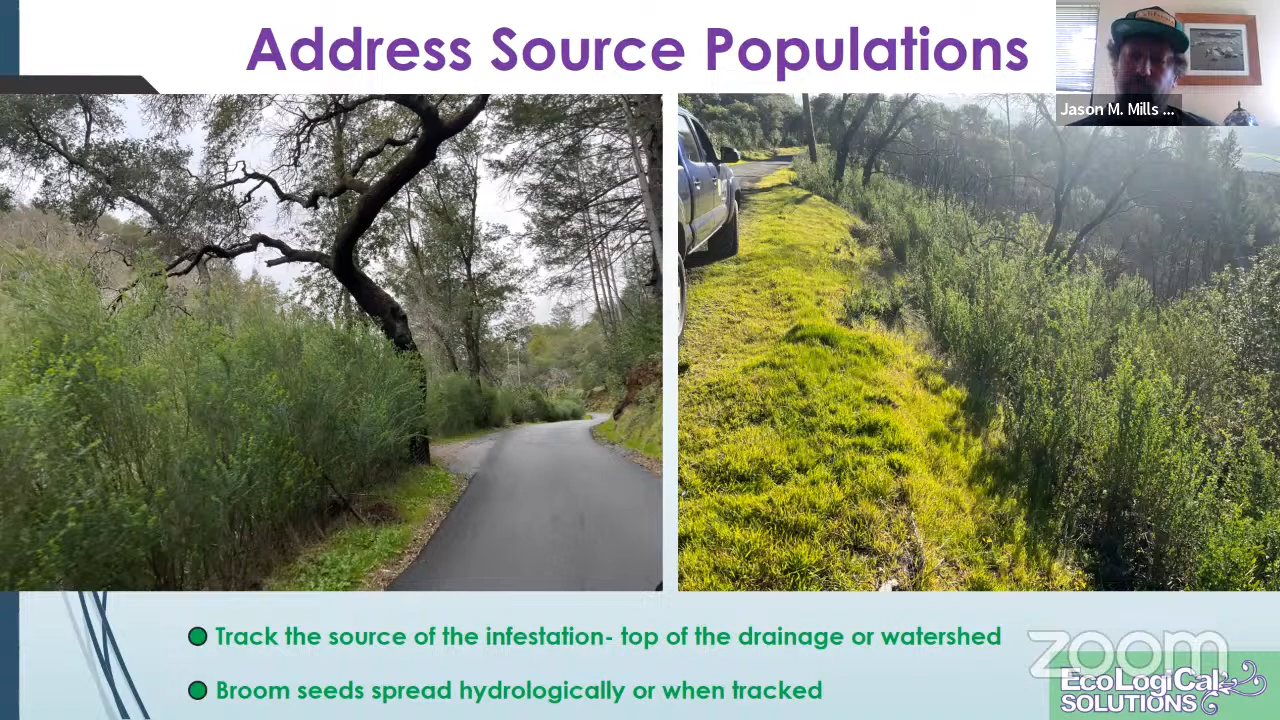 Address Source Populations
Jason M. Mills ...
Track the source of the infestation- top of the drainage or watershed
Broom seeds spread hydrologically or when tracked
zoom
EcoLogiCal
SOLUTIONS